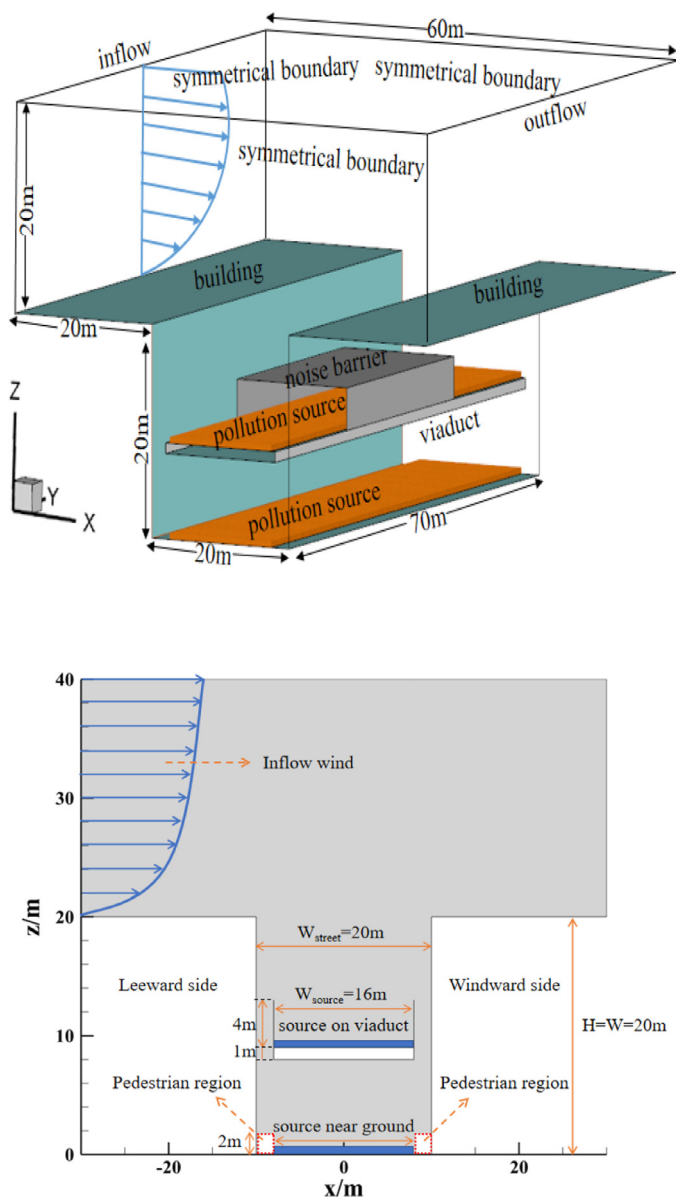 60m
inflow
symmetrical boundary symmetrical boundary
outflow
symmetrical boundary
20m
building
20m
building
noise barrier
pollution source
viaduct
Z
20m
Y
X
pollution source
70m
20m
40
Inflow wind
30
z/m
20
Wstreet=20m
Leeward side
Windward side
Wsource=16m
4m
source on viaduct
H=W=20m
10
1m
Pedestrian region
Pedestrian region
source near ground
2m
0
-20
0
20
x/m